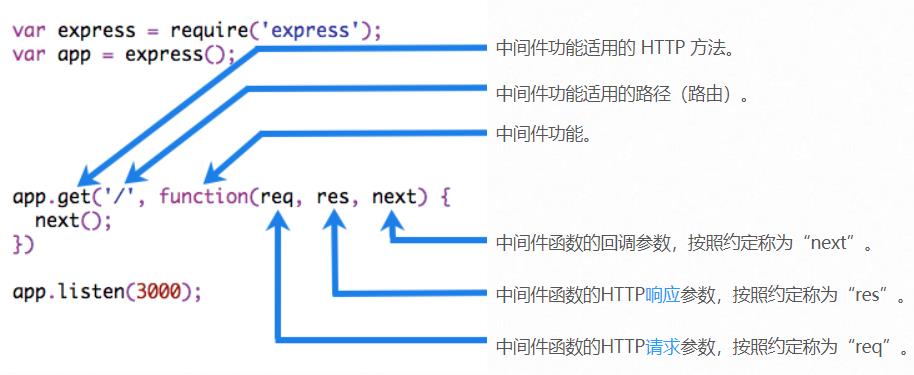 var express = require('express');
var app = express();
中间件功能适用的 HTTP 方法。
中间件功能适用的路径（路由）。
中间件功能。
app.get('/', function(req, res, next) {
next();
})
中间件函数的回调参数，按照约定称为“next”。
app.listen(3000);
中间件函数的HTTP响应参数，按照约定称为“res”。
中间件函数的HTTP请求参数，按照约定称为“req”。